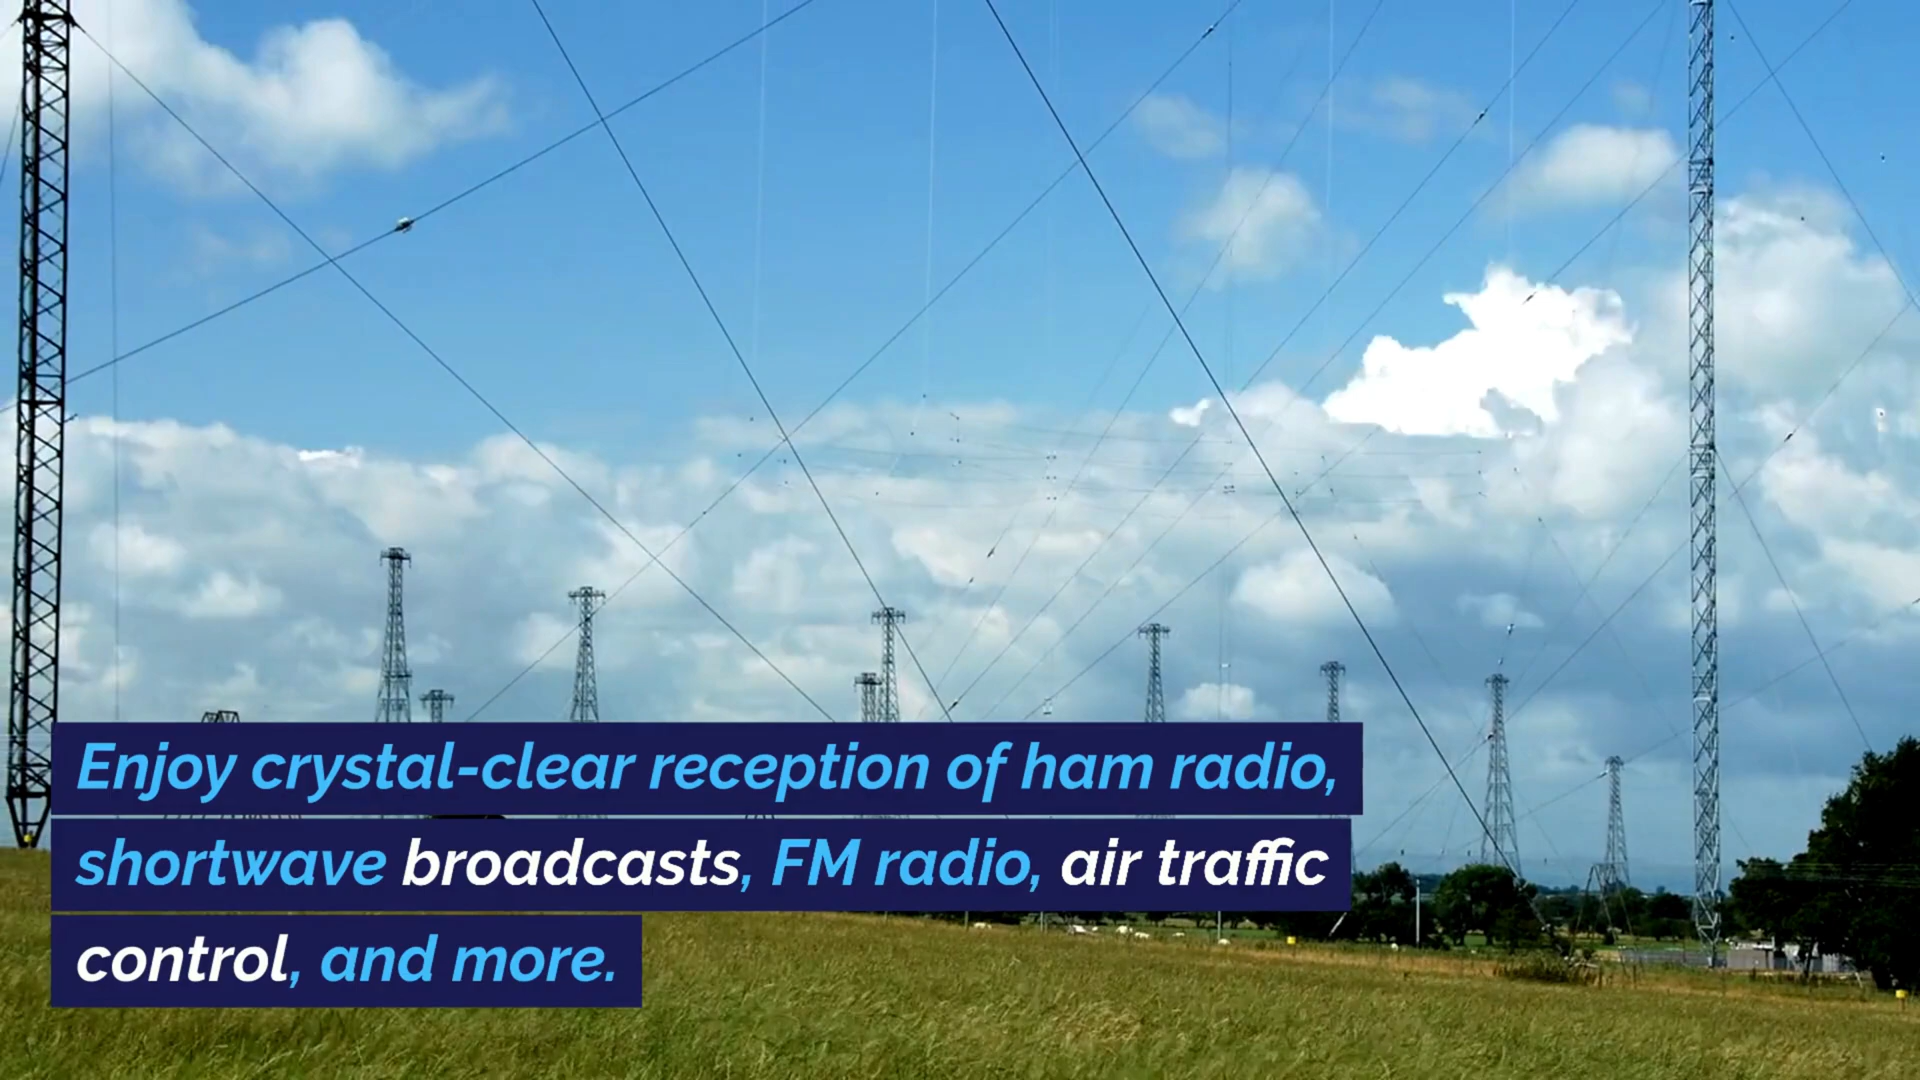 Enjoy crystal-clear reception of ham radio,
shortwave broadcasts, FM radio, air traffic
control, and more.